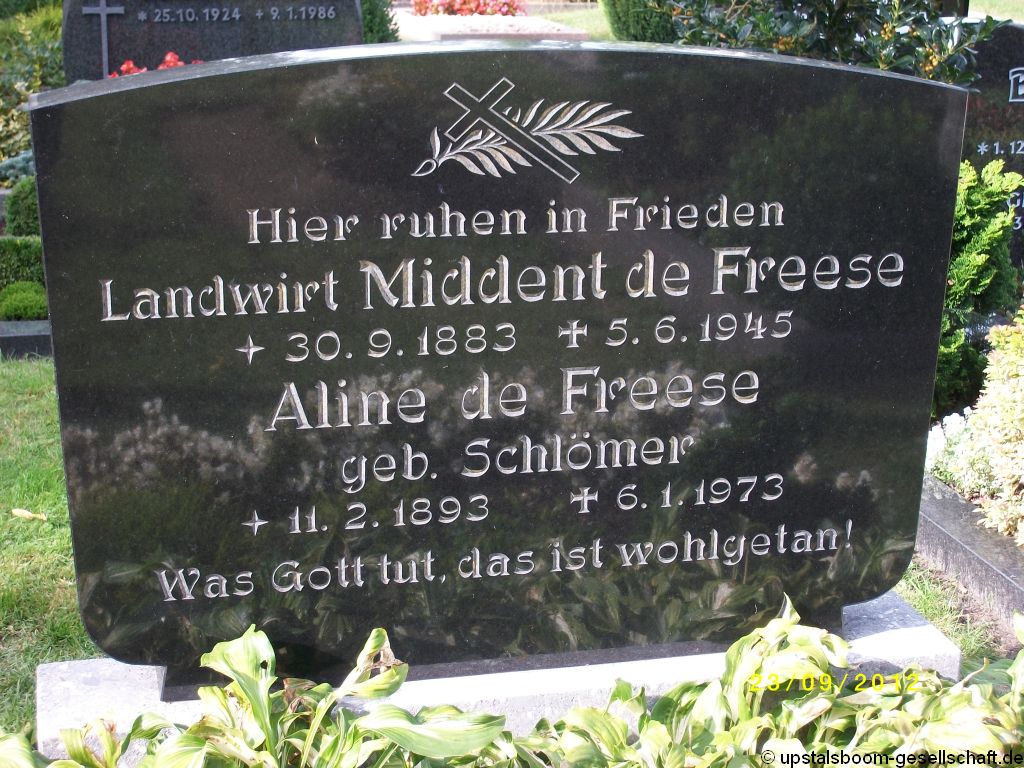 * 25.10.1924 + 9.1.1986
Hier ruhen in Frieden
Landwirt Middent de Freese
✦ 30.9.1883 ✝ 5.6.1945
Aline de Freese
geb. Schlömer
✦ 11.2.1893 ✝ 6.1.1973
Was Gott tut, das ist wohlgetan!
23/09/2012
© upstalsboom-gesellschaft.de